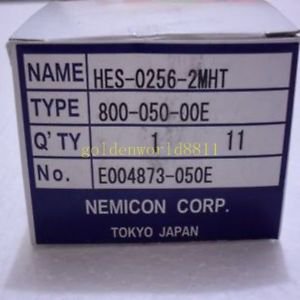 NAME HES-0256-2MHT
TYPE 800-050-00E
Q'TY 1 11
goldenworld8811
No. E004873-050E
NEMICON CORP.
TOKYO JAPAN